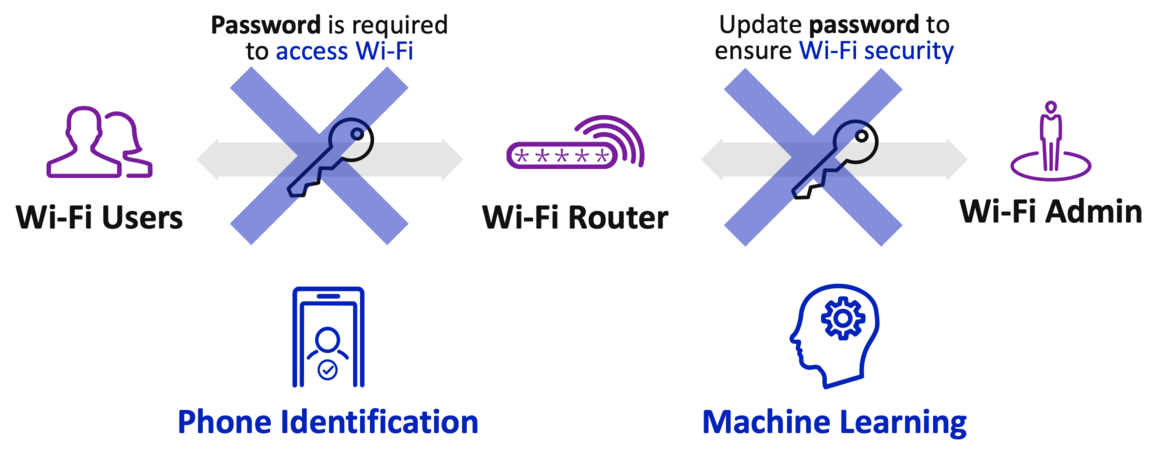 Password is required
to access Wi-Fi
Update password to
ensure Wi-Fi security
*****
Wi-Fi Users
Wi-Fi Router
Wi-Fi Admin
Phone Identification
Machine Learning